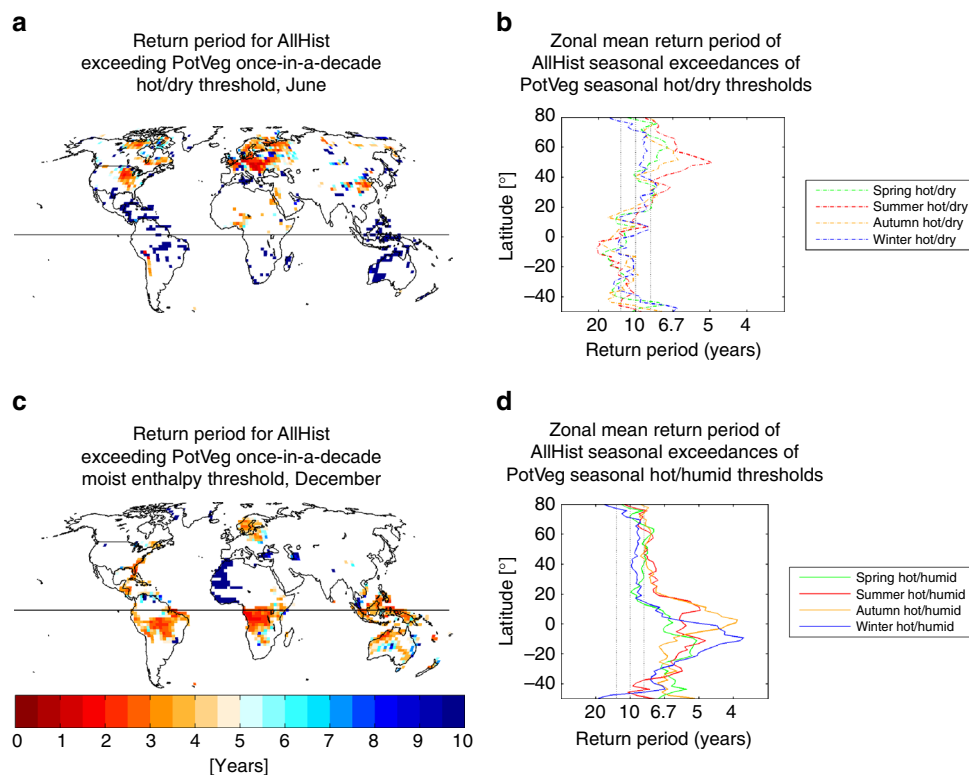 a
Return period for AllHist
exceeding PotVeg once-in-a-decade
hot/dry threshold, June
b
Zonal mean return period of
AllHist seasonal exceedances of
PotVeg seasonal hot/dry thresholds
80
60
40
20
0
−20
−40
Latitude [°]
20 10 6.7 5 4
Return period (years)
Spring hot/dry
Summer hot/dry
Autumn hot/dry
Winter hot/dry
c
Return period for AllHist
exceeding PotVeg once-in-a-decade
moist enthalpy threshold, December
0 1 2 3 4 5 6 7 8 9 10
[Years]
d
Zonal mean return period of
AllHist seasonal exceedances of
PotVeg seasonal hot/humid thresholds
80
60
40
20
0
−20
−40
Latitude [°]
20 10 6.7 5 4
Return period (years)
Spring hot/humid
Summer hot/humid
Autumn hot/humid
Winter hot/humid